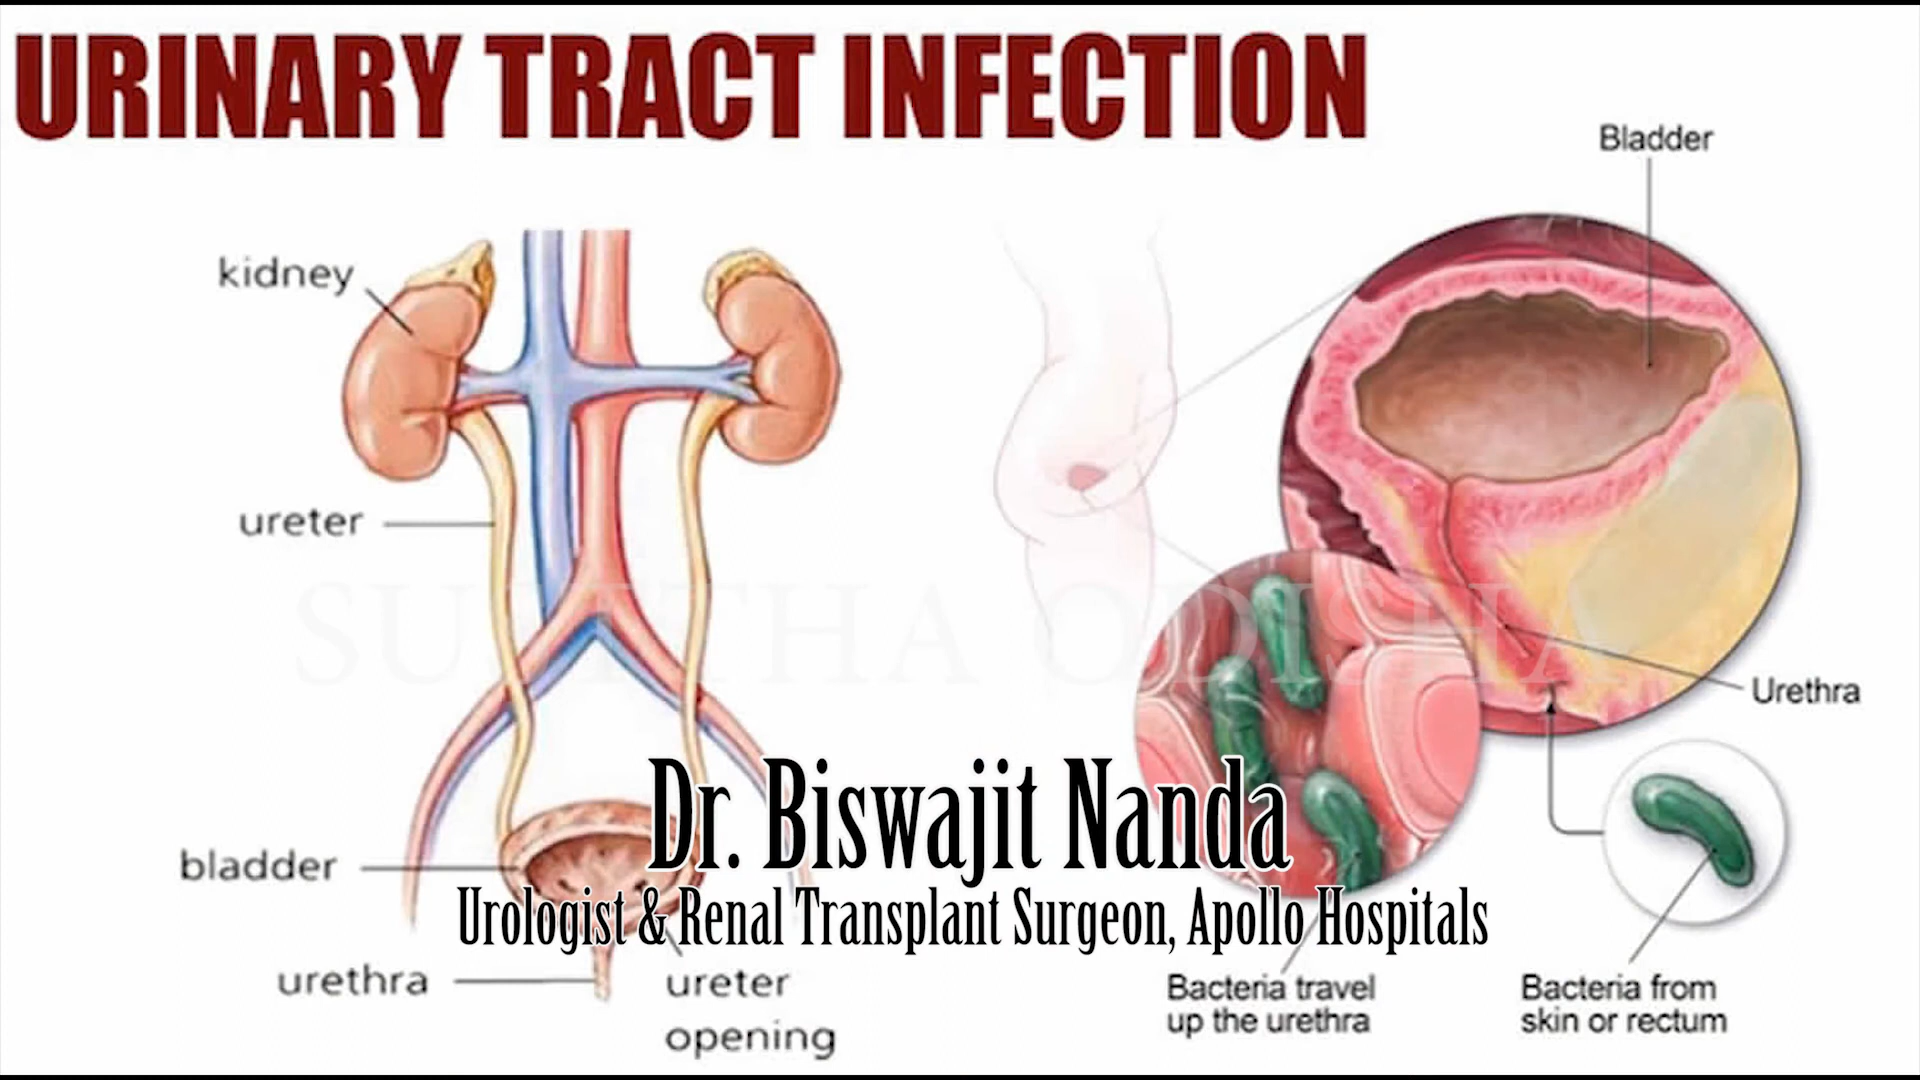 URINARY TRACT INFECTION
Bladder
kidney
ureter
Urethra
Dr. Biswajit Nanda
bladder
Urologist & Renal Transplant Surgeon, Apollo Hospitals
urethra
ureter
opening
Bacteria travel
up the urethra
Bacteria from
skin or rectum
ODISHA